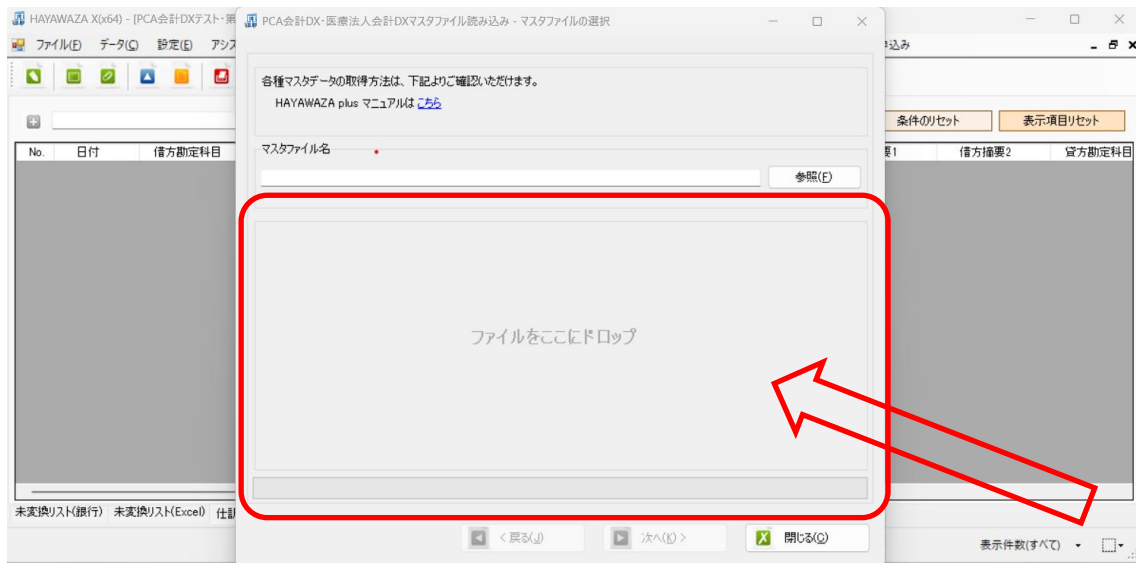 HAYAWAZA X(x64) - [PCA会計DXテスト・第
PCA会計DX・医療法人会計DXマスタファイル読み込み - マスタファイルの選択
ファイル(F) データ(C) 設定(E) アシス
込み
各種マスタデータの取得方法は、下記よりご確認いただけます。
HAYAWAZA plus マニュアルは こちら
条件のリセット 表示項目リセット
No. 日付 借方勘定科目
マスタファイル名
要1 借方摘要2 貸方勘定科目
参照(F)
ファイルをここにドロップ
未変換リスト(銀行) 未変換リスト(Excel) 仕訳
< 戻る(J) 次へ(K) > 閉じる(C)
表示件数(すべて)